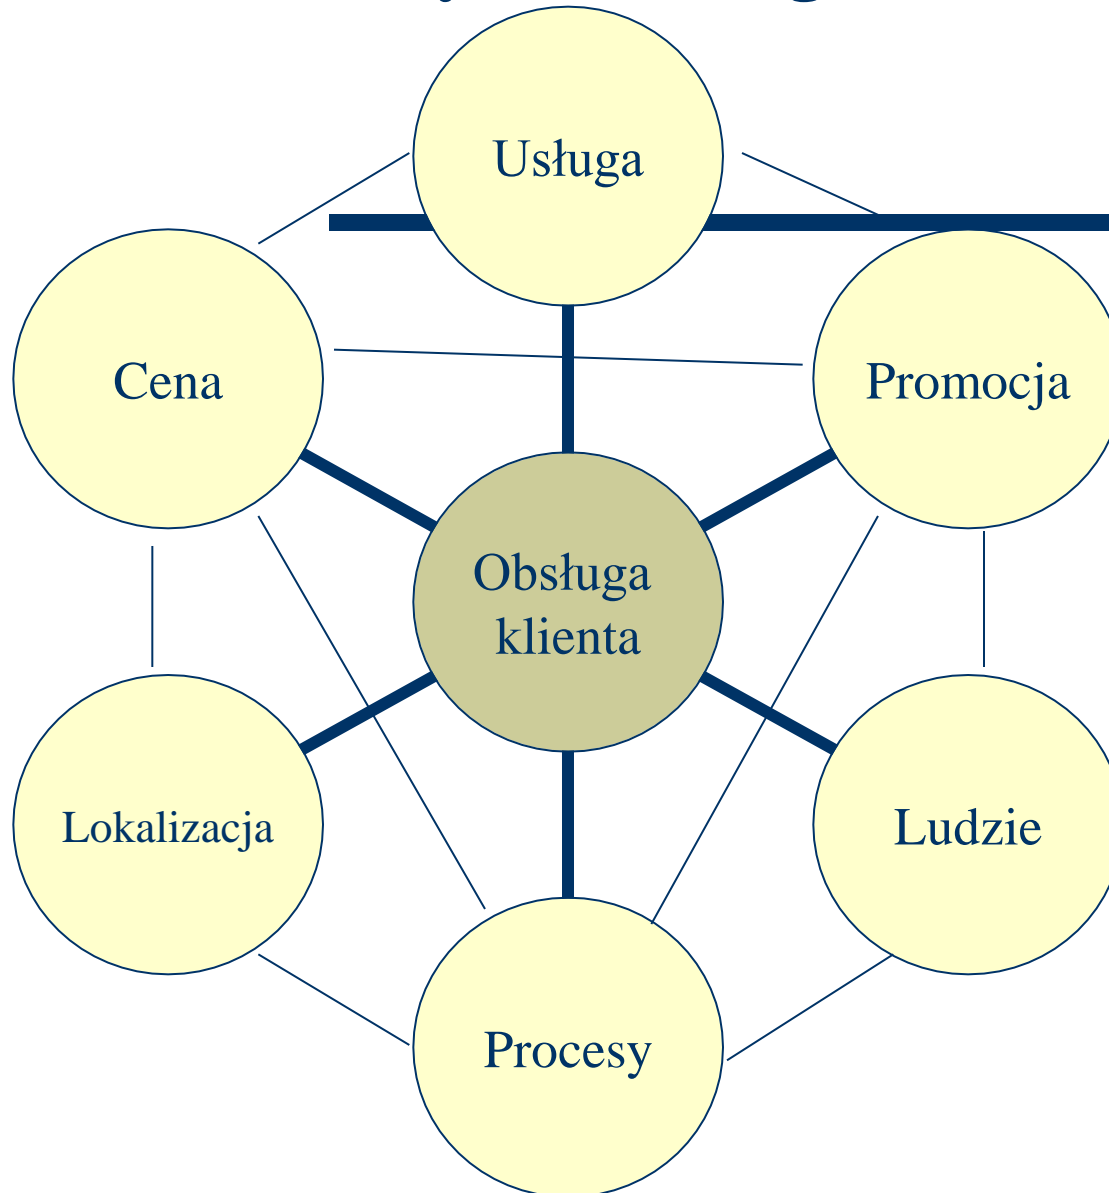 Usługa
Cena
Promocja
Obsługa
klienta
Lokalizacja
Ludzie
Procesy